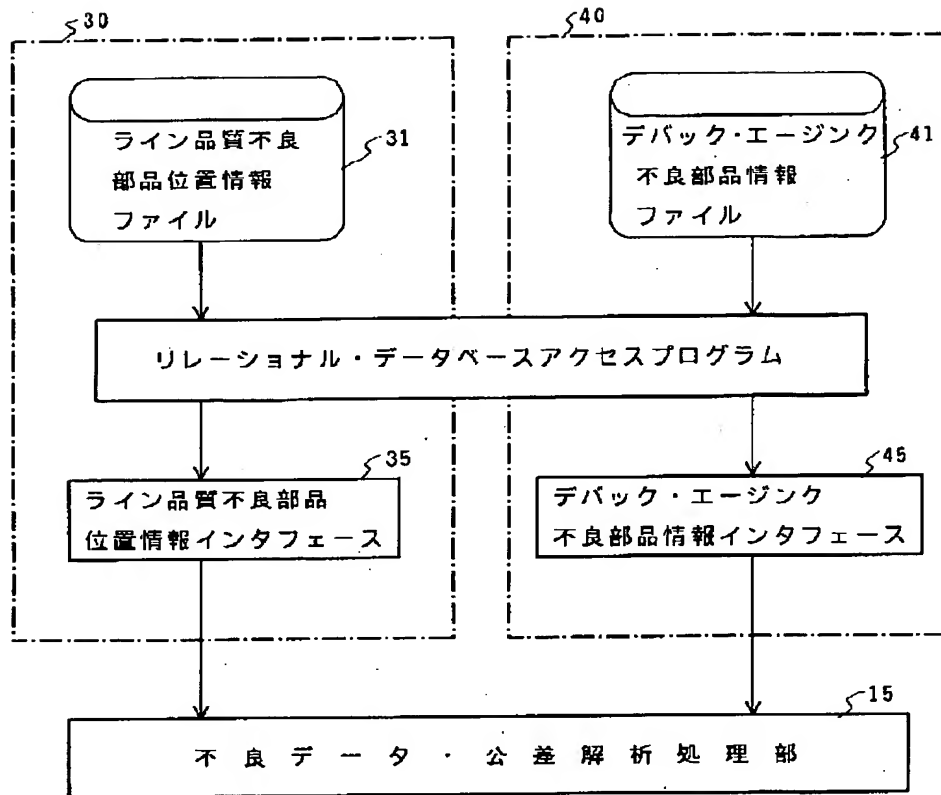 30
40
ライン品質不良
部品位置情報
ファイル
31
デバック・エージンク
不良部品情報
ファイル
41
リレーショナル・データベースアクセスプログラム
35
ライン品質不良部品
位置情報インタフェース
45
デバック・エージンク
不良部品情報インタフェース
15
不良データ・公差解析処理部